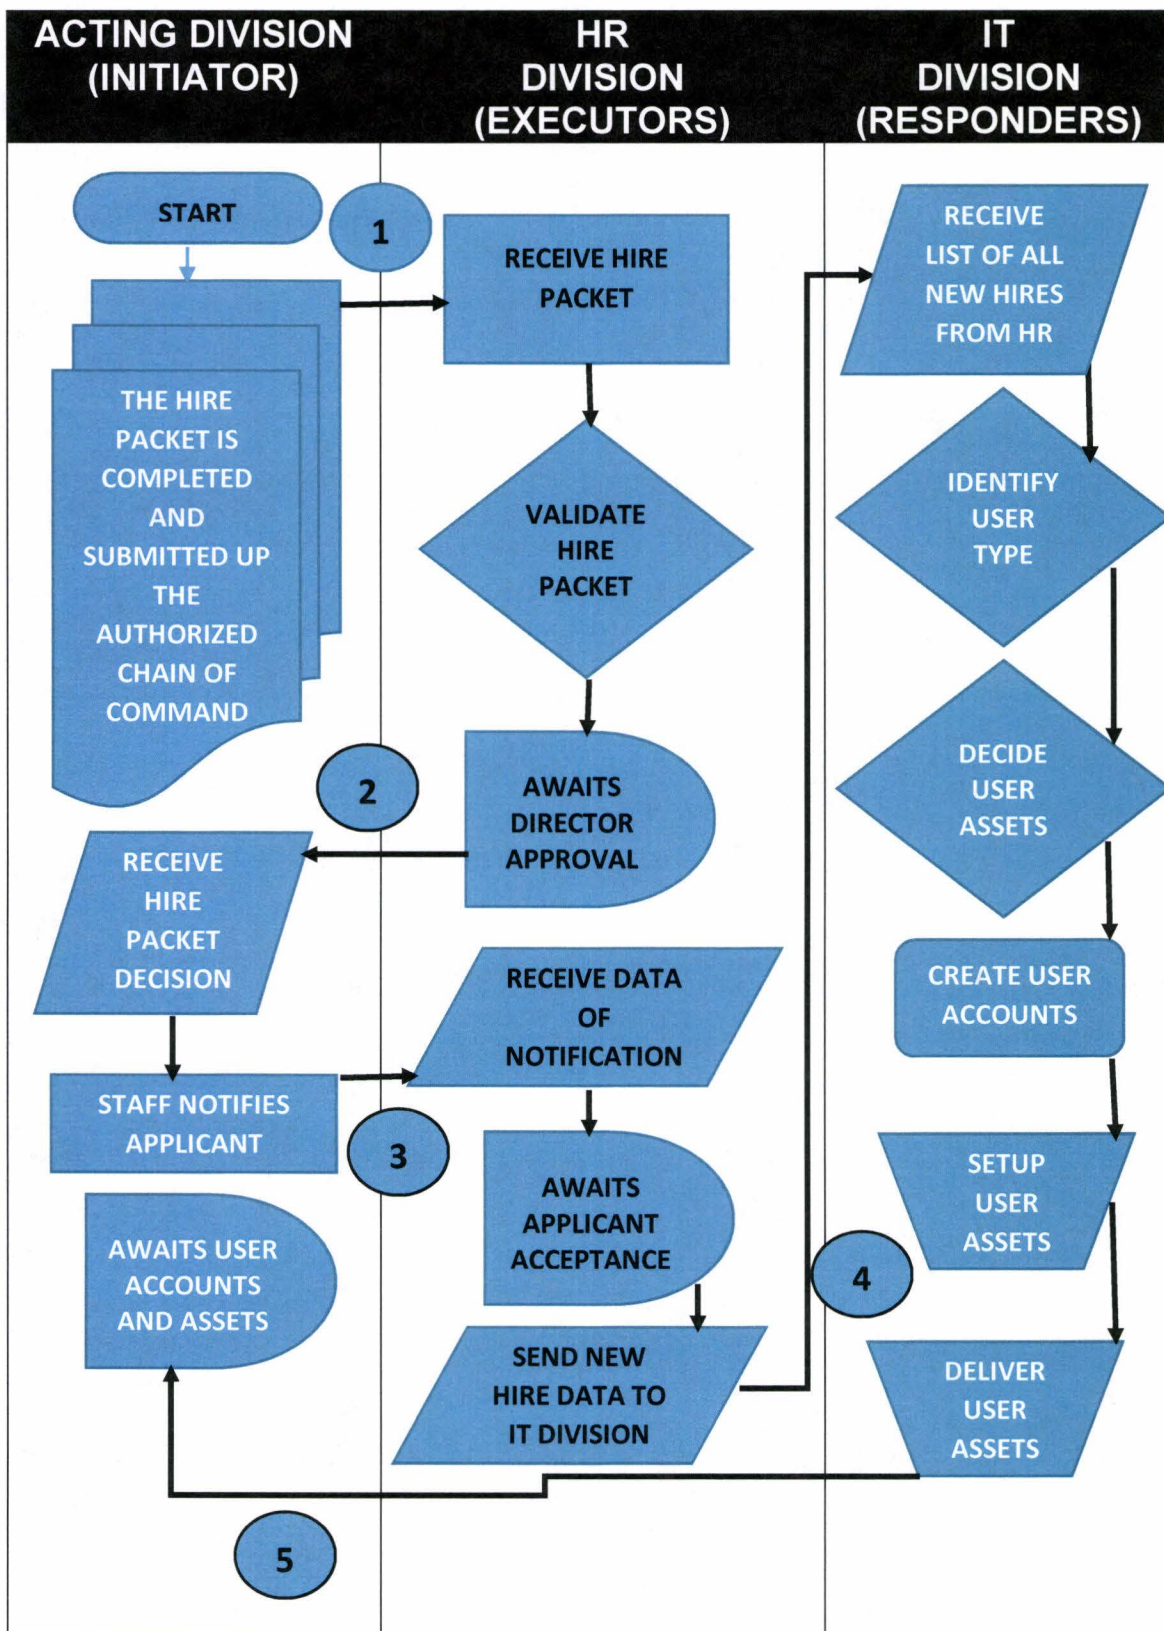 ACTING DIVISION
(INITIATOR)
HR
DIVISION
(EXECUTORS)
IT
DIVISION
(RESPONDERS)
START
1
THE HIRE
PACKET IS
COMPLETED
AND
SUBMITTED UP
THE
AUTHORIZED
CHAIN OF
COMMAND
RECEIVE HIRE
PACKET
VALIDATE
HIRE
PACKET
AWAITS
DIRECTOR
APPROVAL
2
RECEIVE
HIRE
PACKET
DECISION
STAFF NOTIFIES
APPLICANT
3
RECEIVE DATA
OF
NOTIFICATION
AWAITS
APPLICANT
ACCEPTANCE
SEND NEW
HIRE DATA TO
IT DIVISION
4
RECEIVE
LIST OF ALL
NEW HIRES
FROM HR
IDENTIFY
USER
TYPE
DECIDE
USER
ASSETS
CREATE USER
ACCOUNTS
SETUP
USER
ASSETS
DELIVER
USER
ASSETS
5
AWAITS USER
ACCOUNTS
AND ASSETS